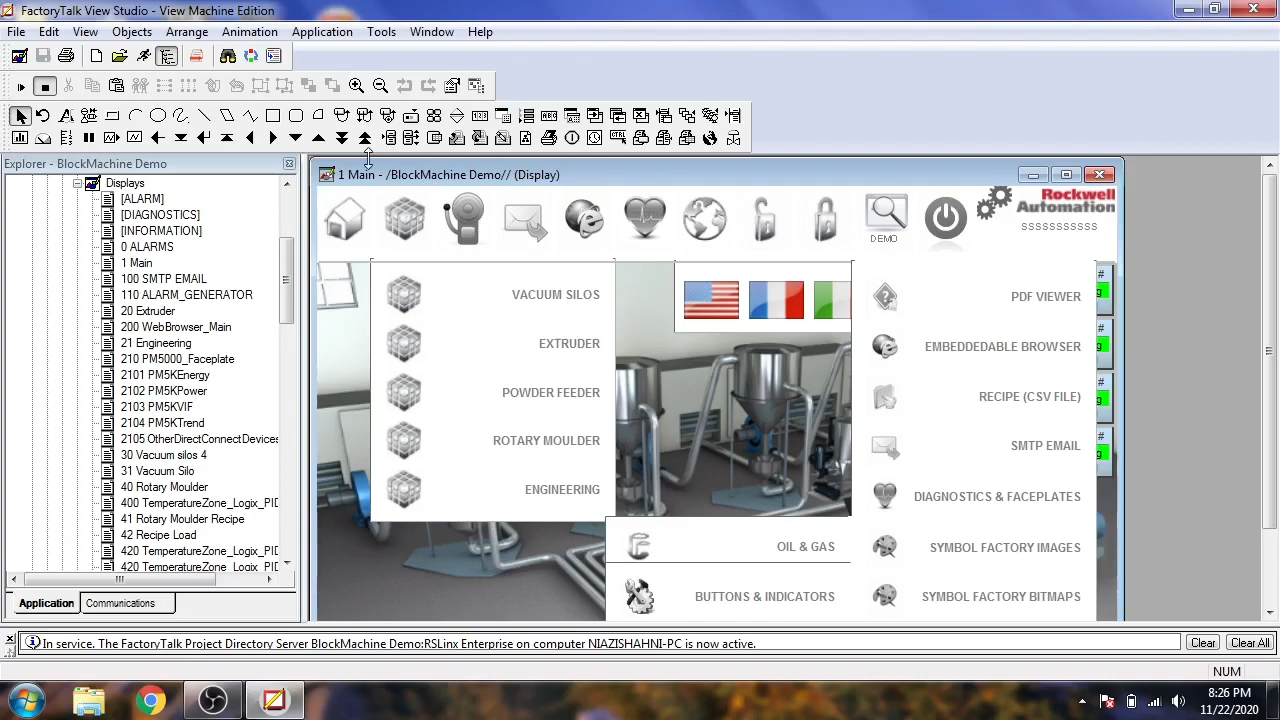 FactoryTalk View Studio - View Machine Edition
File Edit View Objects Arrange Animation Application Tools Window Help
Explorer - BlockMachine Demo
Displays
[ALARM]
[DIAGNOSTICS]
[INFORMATION]
0 ALARMS
1 Main
100 SMTP EMAIL
110 ALARM_GENERATOR
20 Extruder
200 WebBrowser_Main
21 Engineering
210 PM5000_Faceplate
2101 PM5KEnergy
2102 PM5KPower
2103 PM5KVIF
2104 PM5KTrend
2105 OtherDirectConnectDevices
30 Vacuum silos 4
31 Vacuum Silo
40 Rotary Moulder
400 TemperatureZone_Logix_PID
41 Rotary Moulder Recipe
42 Recipe Load
420 TemperatureZone_Logix_PID
420 TemperatureZone_Logix_PID
Application Communications
1 Main - /BlockMachine Demo// (Display)
DEMO
Rockwell
Automation
SSSSSSSSSSS
VACUUM SILOS
EXTRUDER
POWDER FEEDER
ROTARY MOULDER
ENGINEERING
OIL & GAS
BUTTONS & INDICATORS
PDF VIEWER
EMBEDDEDABLE BROWSER
RECIPE (CSV FILE)
SMTP EMAIL
DIAGNOSTICS & FACEPLATES
SYMBOL FACTORY IMAGES
SYMBOL FACTORY BITMAPS
#
g
#
g
#
g
#
g
In service. The FactoryTalk Project Directory Server BlockMachine Demo:RSLinx Enterprise on computer NIAZISHAHNI-PC is now active.
Clear Clear All
NUM
8:26 PM
11/22/2020